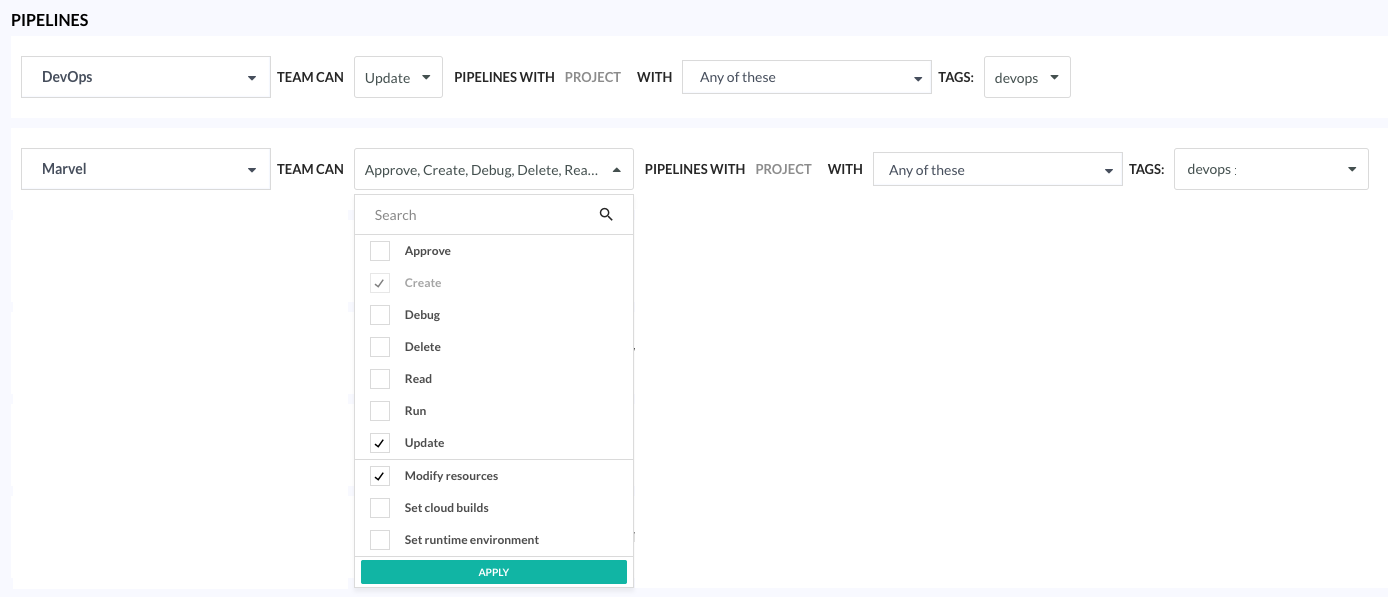 PIPELINES
DevOps TEAM CAN Update PIPELINES WITH PROJECT WITH Any of these TAGS: devops
Marvel TEAM CAN Approve, Create, Debug, Delete, Rea... PIPELINES WITH PROJECT WITH Any of these TAGS: devops :
Search
Approve
Create
Debug
Delete
Read
Run
Update
Modify resources
Set cloud builds
Set runtime environment
APPLY